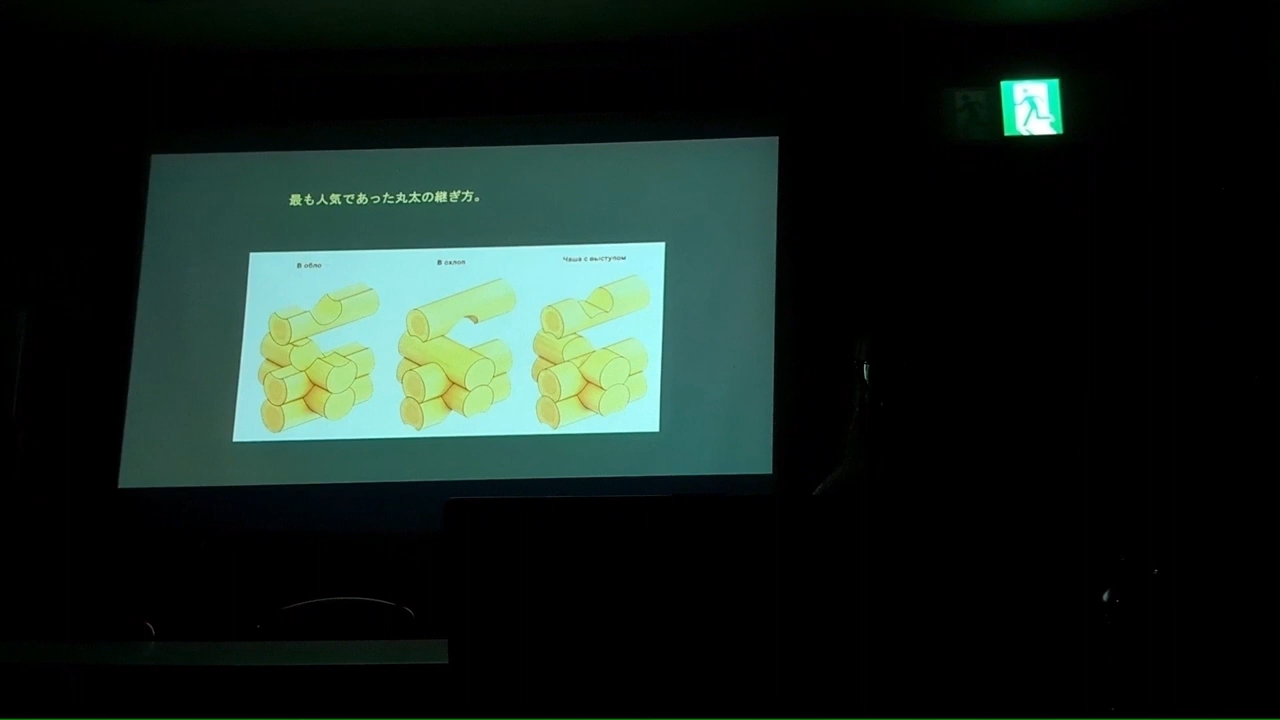 最も人気であった丸太の継ぎ方。
В обло
В охлоп
Чаша с выступом